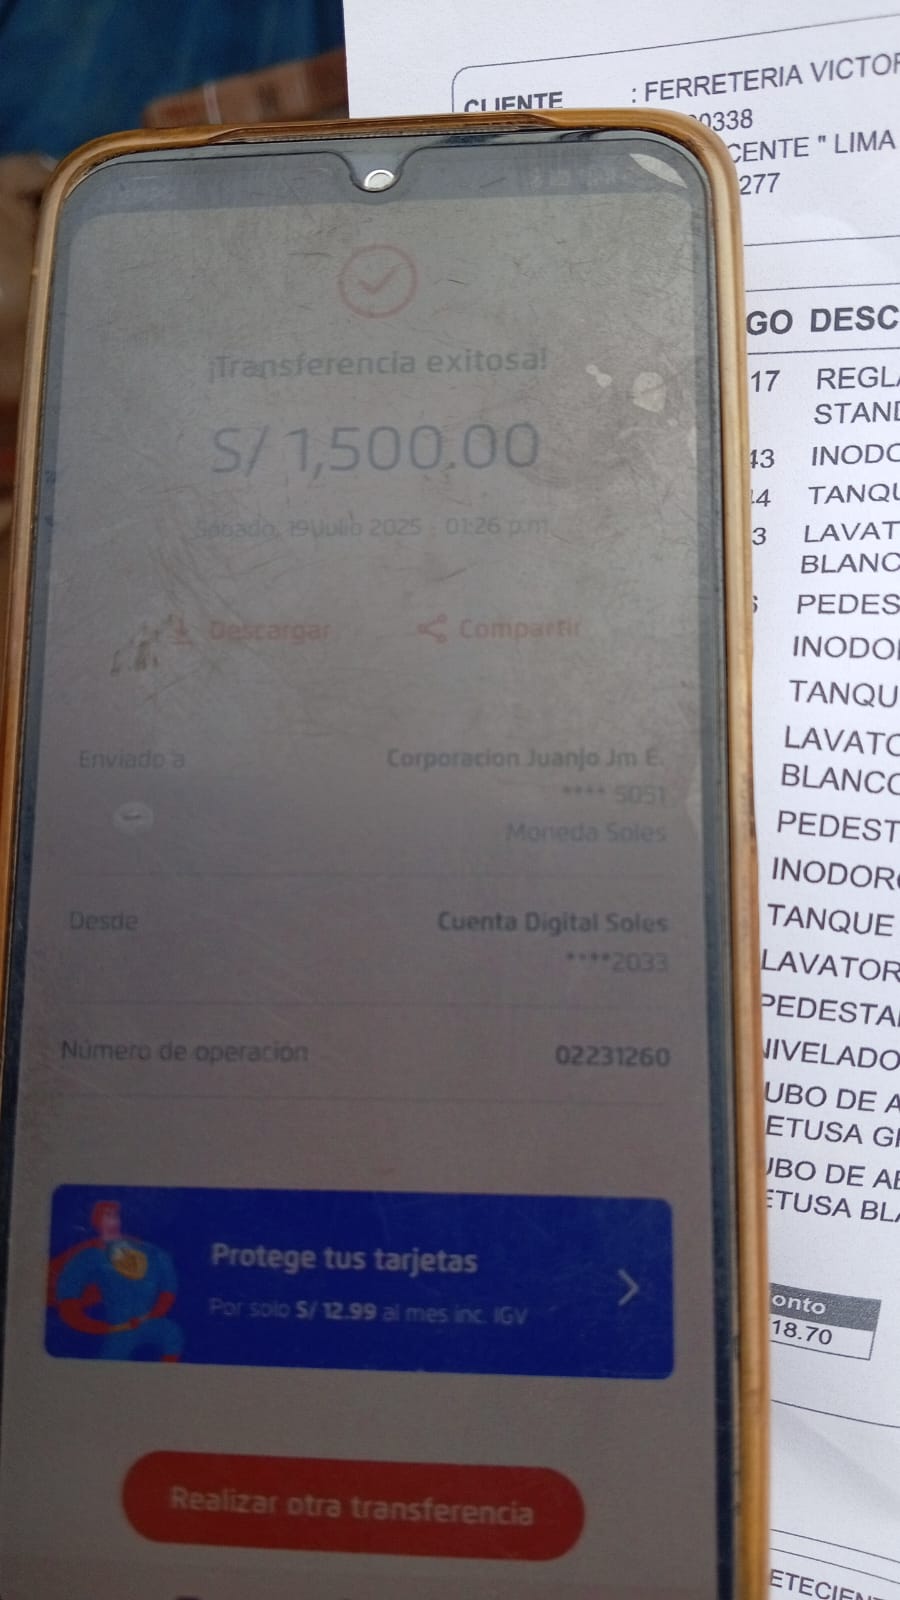 CLIENTE : FERRETERIA VICTOR
00338
CENTE " LIMA
277
¡Transferencia exitosa!
S/ 1,500.00
Sábado, 19 Julio 2025 - 01:26 p.m.
Descargar
Compartir
Enviado a
Corporacion Juanjo Jm E.
**** 5051
Moneda Soles
Desde
Cuenta Digital Soles
****2033
Número de operación
02231260
Protege tus tarjetas
Por solo S/ 12.99 al mes inc. IGV
Realizar otra transferencia
GO DESC
17 REGLA
STAND
43 INODO
4 TANQU
3 LAVAT
BLANC
PEDES
INODO
TANQU
LAVATO
BLANCO
PEDEST
INODOR
TANQUE
LAVATOR
PEDESTA
NIVELADO
UBO DE A
ETUSA G
UBO DE AB
ETUSA BLA
onto
18.70
ETECIEN